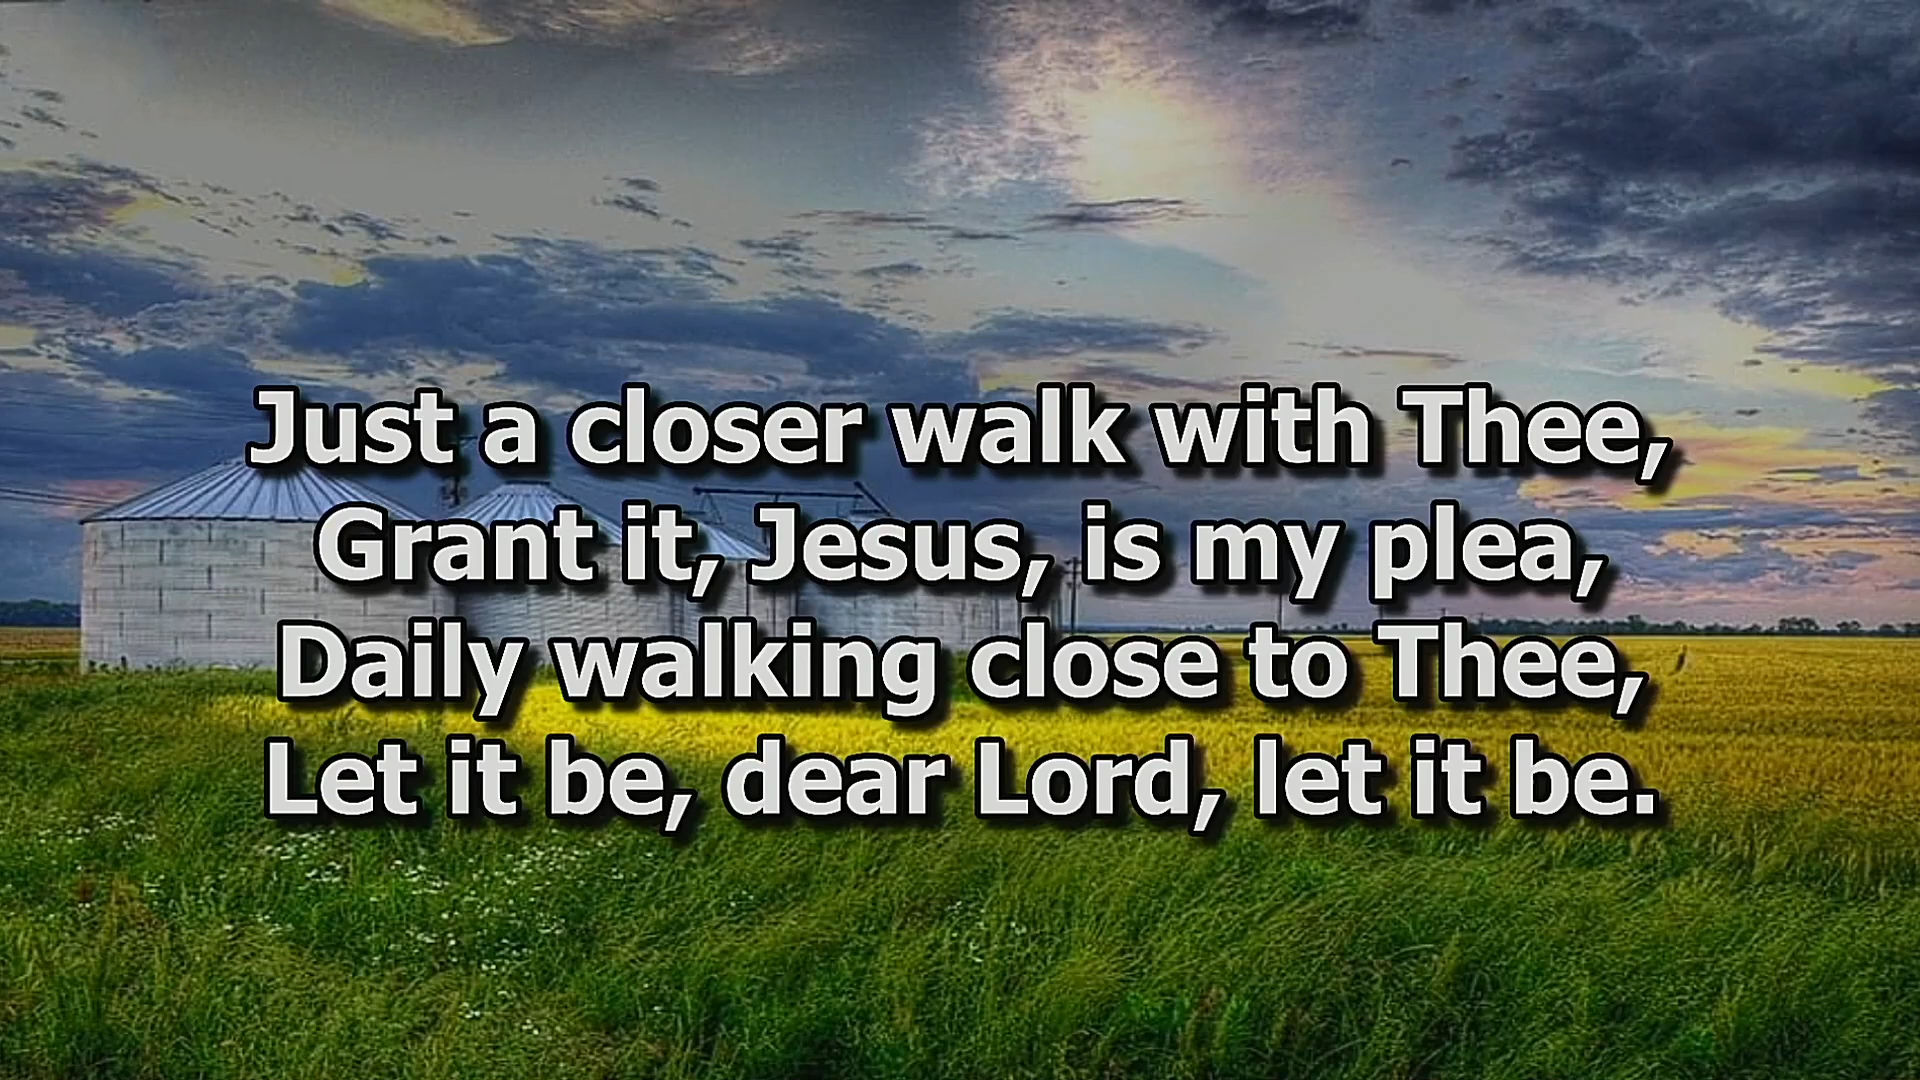 Just a closer walk with Thee,
Grant it, Jesus, is my plea,
Daily walking close to Thee,
Let it be, dear Lord, let it be.